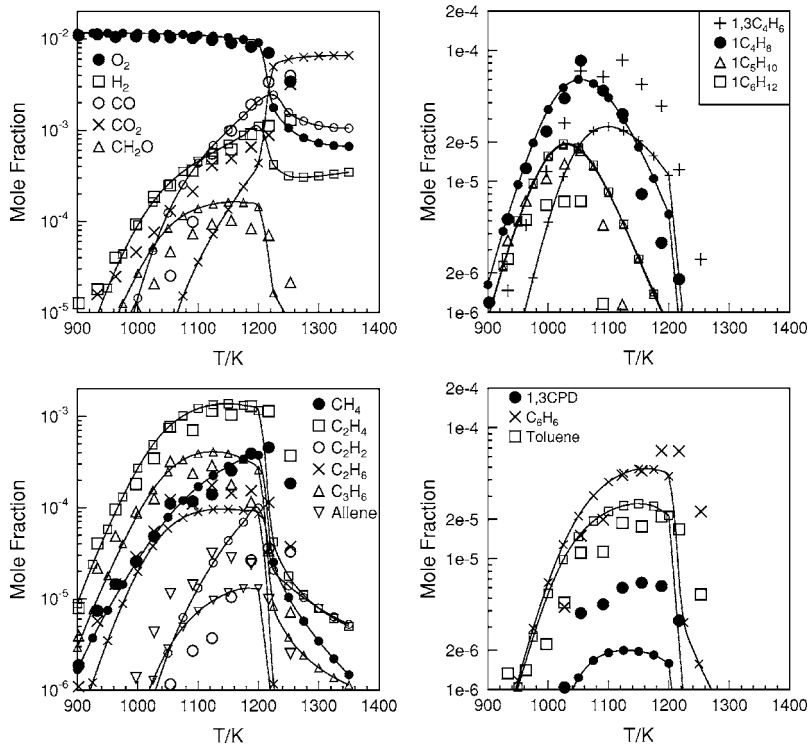 Mole Fraction
10⁻²
10⁻³
10⁻⁴
10⁻⁵
O₂
H₂
CO
CO₂
CH₂O
900 1000 1100 1200 1300 1400
T/K
Mole Fraction
2e-4
1e-4
2e-5
1e-5
2e-6
1e-6
1,3C₄H₆
1C₄H₈
1C₅H₁₀
1C₆H₁₂
900 1000 1100 1200 1300 1400
T/K
Mole Fraction
10⁻³
10⁻⁴
10⁻⁵
10⁻⁶
CH₄
C₂H₄
C₂H₂
C₂H₆
C₃H₆
Allene
900 1000 1100 1200 1300 1400
T/K
Mole Fraction
2e-4
1e-4
2e-5
1e-5
2e-6
1e-6
1,3CPD
C₆H₆
Toluene
900 1000 1100 1200 1300 1400
T/K